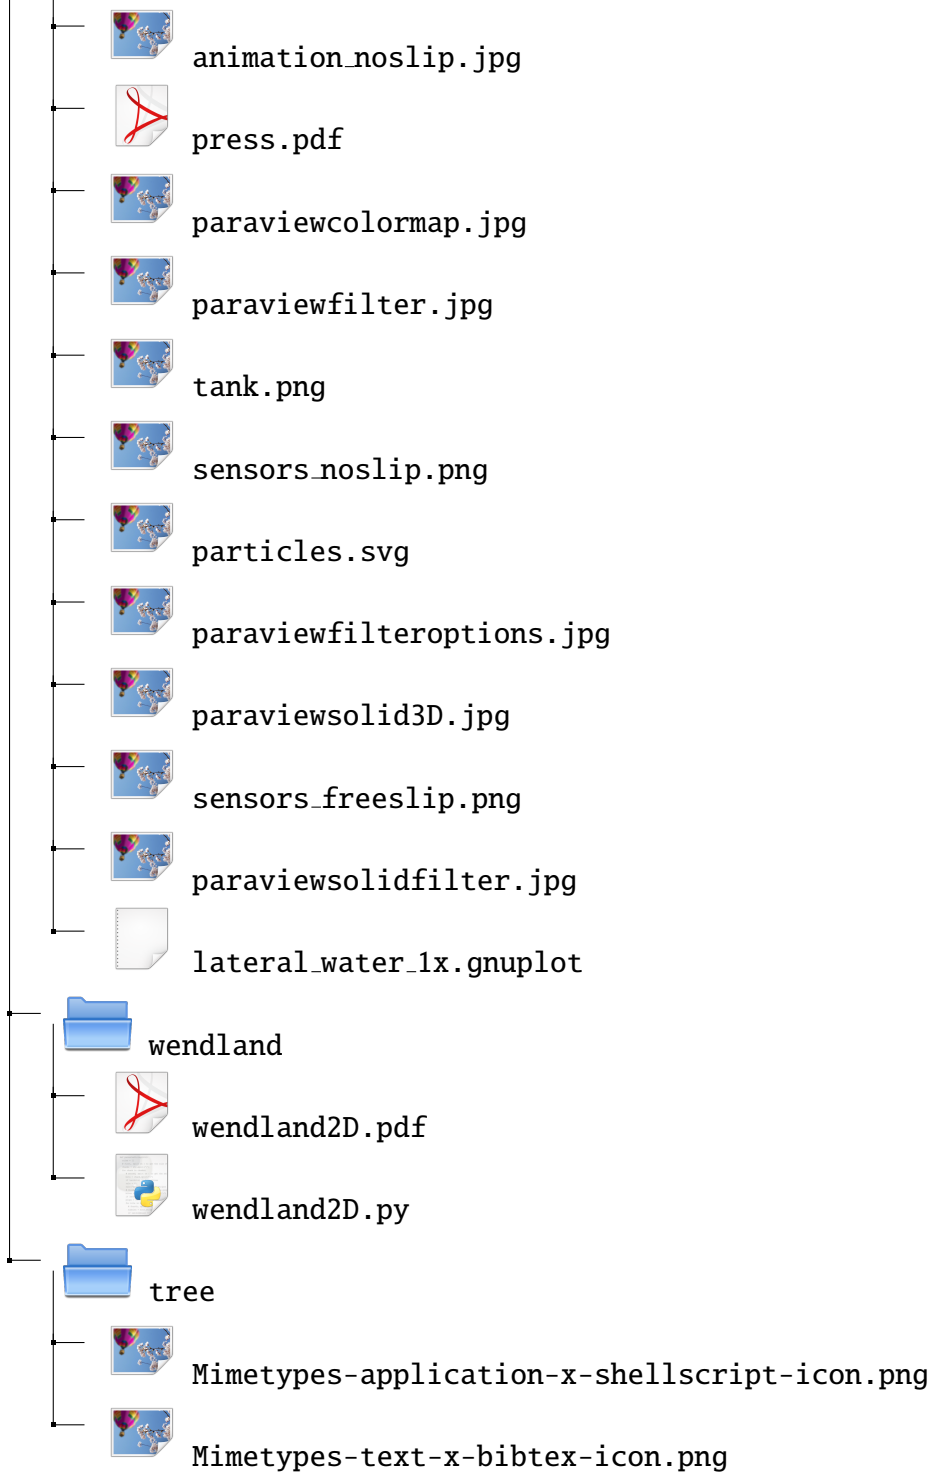 animation_noslip.jpg
press.pdf
paraviewcolormap.jpg
paraviewfilter.jpg
tank.png
sensors_noslip.png
particles.svg
paraviewfilteroptions.jpg
paraviewsolid3D.jpg
sensors_freeslip.png
paraviewsolidfilter.jpg
lateral_water_1x.gnuplot
wendland
wendland2D.pdf
wendland2D.py
tree
Mimetypes-application-x-shellscript-icon.png
Mimetypes-text-x-bibtex-icon.png